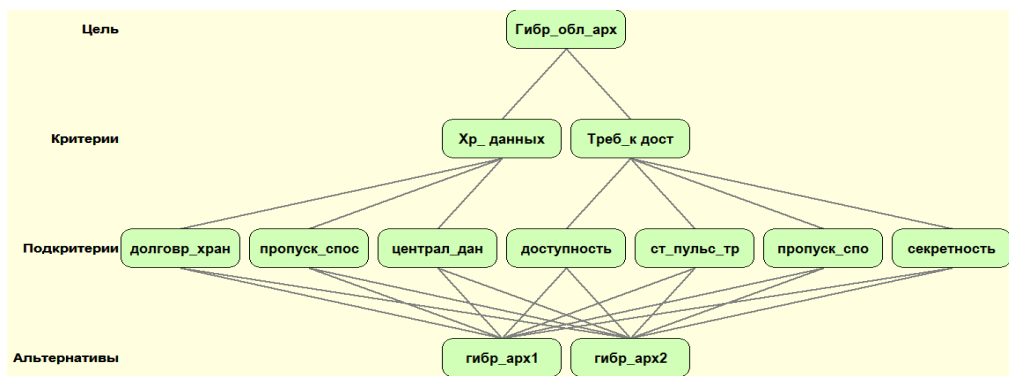 Цель Гибр_обл_арх
Критерии Хр_ данных Треб_к дост
Подкритерии долговр_хран пропуск_спос централ_дан доступность ст_пульс_тр пропуск_спо секретность
Альтернативы гибр_арх1 гибр_арх2